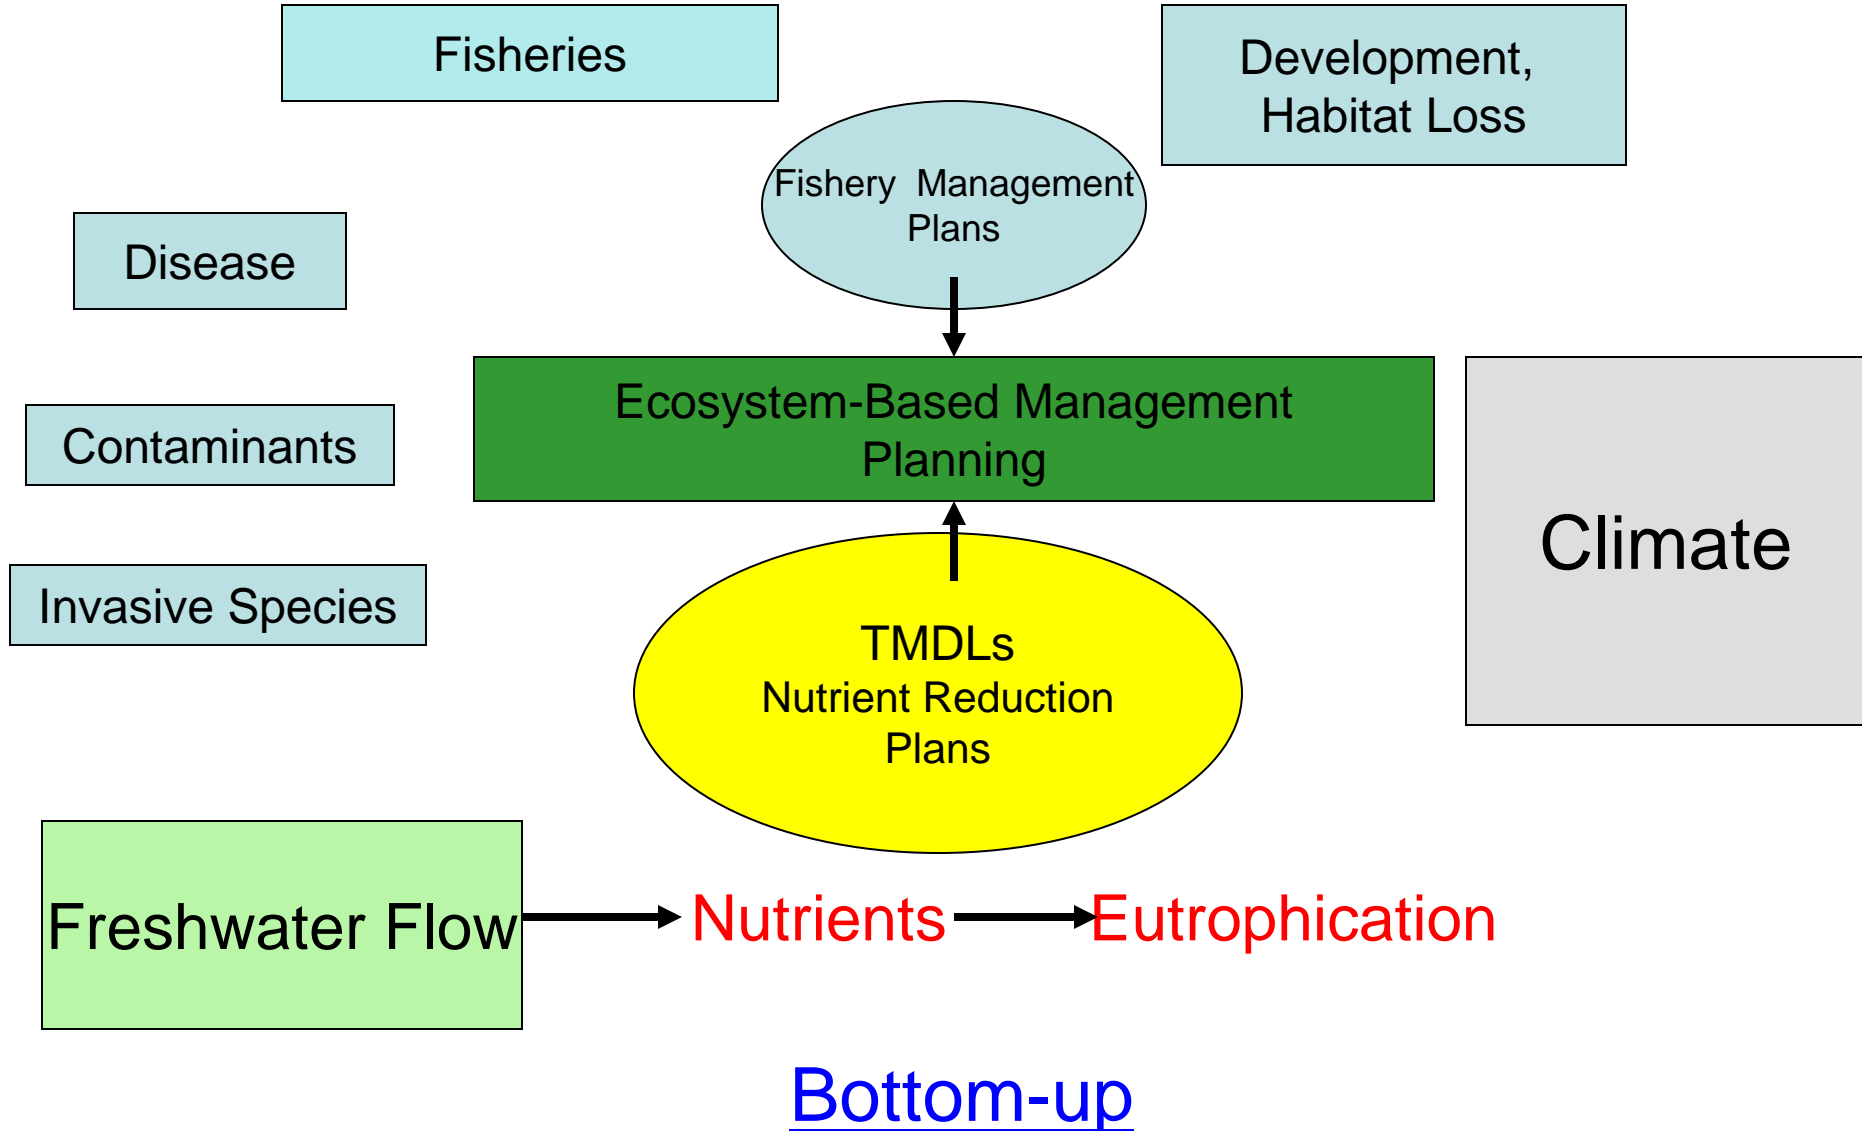 Fisheries
Development,
Habitat Loss
Fishery Management
Plans
Disease
Ecosystem-Based Management
Planning
Contaminants
Climate
Invasive Species
TMDLs
Nutrient Reduction
Plans
Freshwater Flow
Nutrients
Eutrophication
Bottom-up